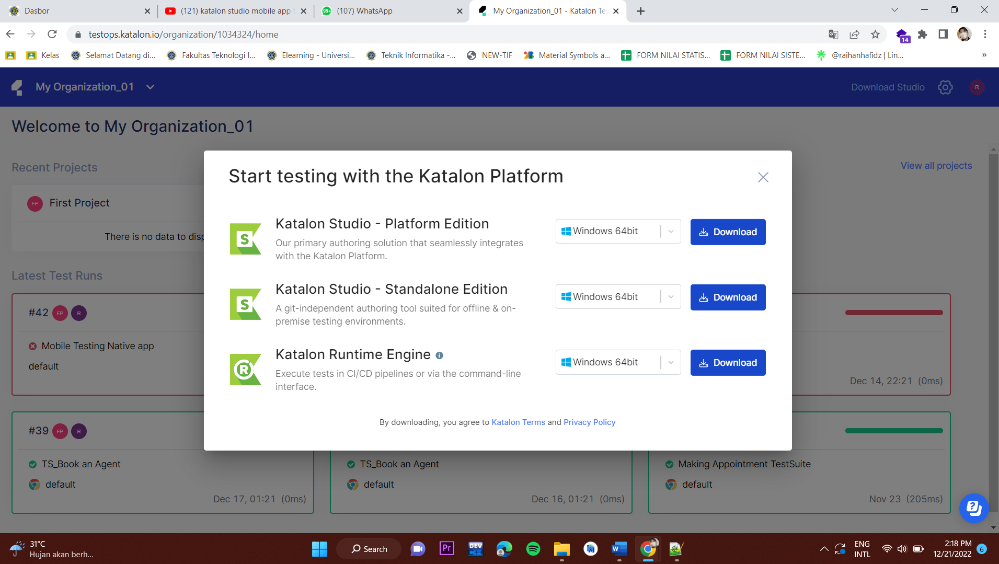 Dasbor
(121) katalon studio mobile app
(107) WhatsApp
My Organization_01 - Katalon Tes
testops.katalon.io/organization/1034324/home
14
Kelas
Selamat Datang di...
Fakultas Teknologi I...
Elearning - Universi...
Teknik Informatika -...
NEW-TIF
Material Symbols a...
FORM NILAI STATIS...
FORM NILAI SISTE...
@raihanhafidz | Lin...
»
My Organization_01
Download Studio
R
Welcome to My Organization_01
Recent Projects
View all projects
FP
First Project
There is no data to disp
Latest Test Runs
#42
FP
R
Mobile Testing Native app
default
Dec 14, 22:21 (0ms)
Start testing with the Katalon Platform
S
Katalon Studio - Platform Edition
Our primary authoring solution that seamlessly integrates
with the Katalon Platform.
Windows 64bit
Download
S
Katalon Studio - Standalone Edition
A git-independent authoring tool suited for offline & on-
premise testing environments.
Windows 64bit
Download
R
Katalon Runtime Engine
Execute tests in CI/CD pipelines or via the command-line
interface.
Windows 64bit
Download
By downloading, you agree to Katalon Terms and Privacy Policy
#39
FP
R
TS_Book an Agent
default
Dec 17, 01:21 (0ms)
TS_Book an Agent
default
Dec 16, 01:21 (0ms)
Making Appointment TestSuite
default
Nov 23 (205ms)
31°C
Hujan akan berh...
Search
Pr
DEV
C++
W
ENG
INTL
2:18 PM
12/21/2022
6